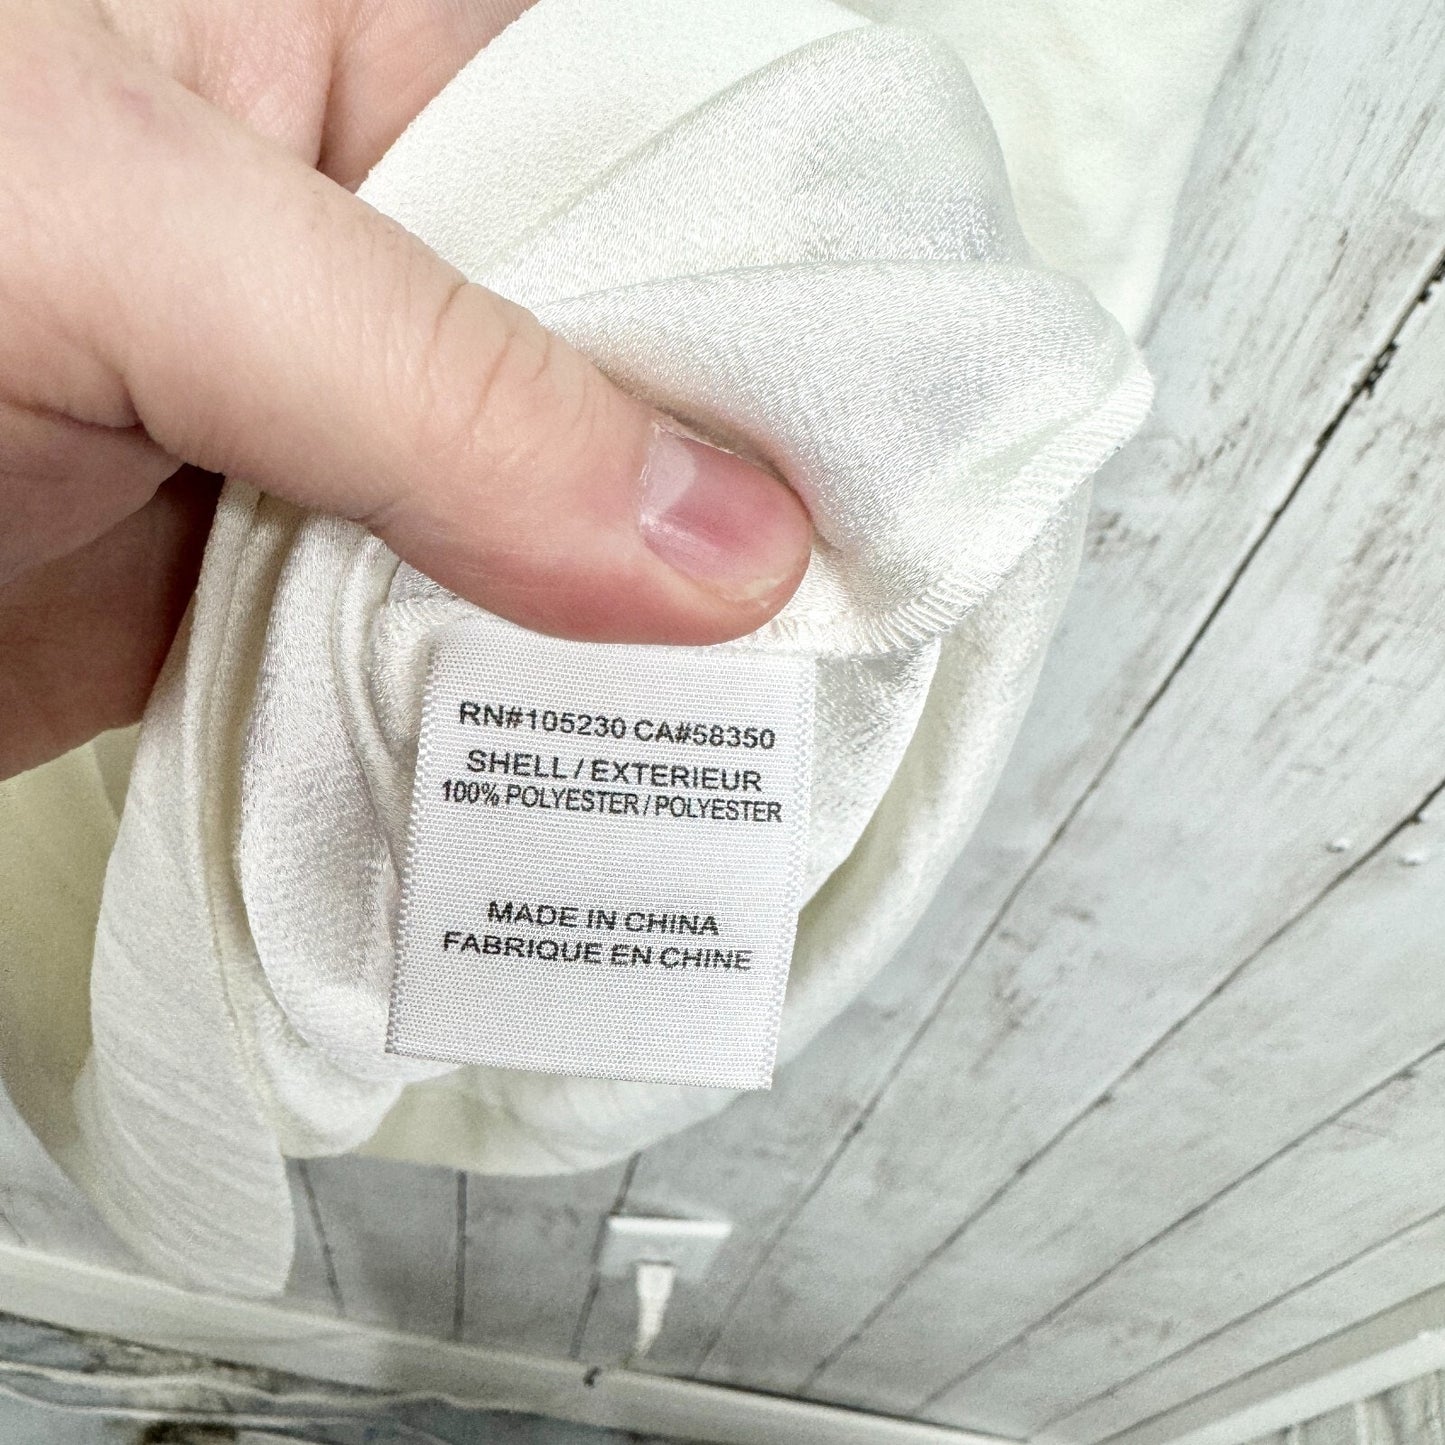 RN#105230 CA#58350
SHELL/EXTERIEUR
100% POLYESTER/POLYESTER
MADE IN CHINA
FABRIQUE EN CHINE